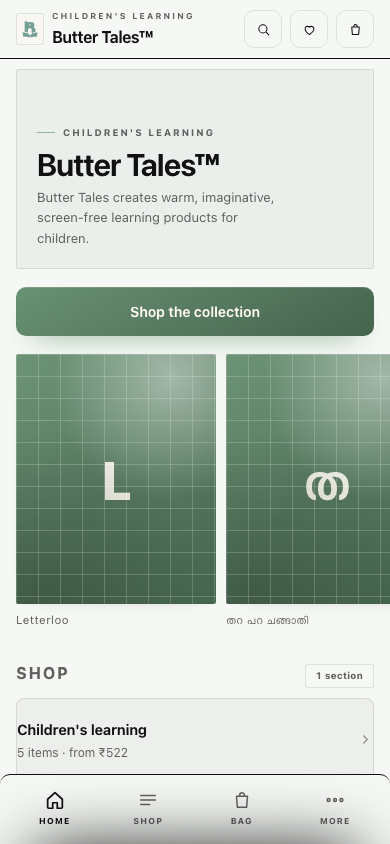 CHILDREN'S LEARNING
Butter Tales™
CHILDREN'S LEARNING
Butter Tales™
Butter Tales creates warm, imaginative,
screen-free learning products for
children.
Shop the collection
L
ത
Letterloo
തറ പറ ചങ്ങാതി
SHOP
1 section
Children's learning
5 items · from ₹522
HOME
SHOP
BAG
MORE